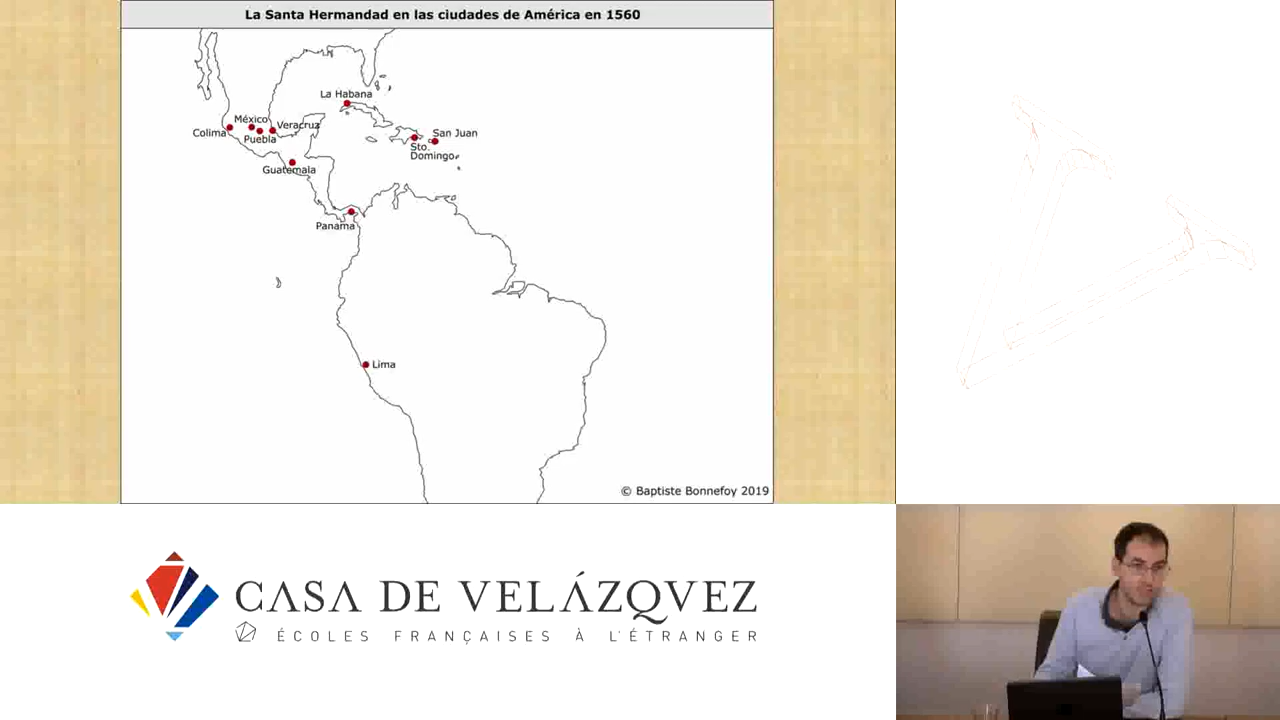 La Santa Hermandad en las ciudades de América en 1560
La Habana
México
Veracruz
Colima
Puebla
San Juan
Sto.
Domingo
Guatemala
Panama
Lima
© Baptiste Bonnefoy 2019
CASA DE VELÁZQVEZ
ÉCOLES FRANÇAISES À L'ÉTRANGER